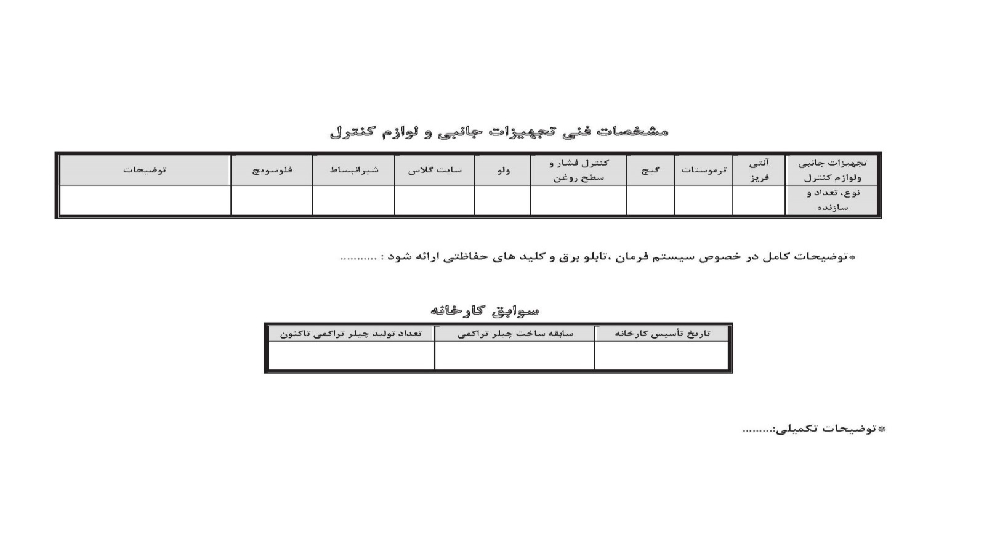 مشخصات فنی تجهیزات جانبی و لوازم کنترل
تجهیزات جانبی ولوازم کنترل
آنتی فریز
ترموستات
گیج
کنترل فشار و سطح روغن
ولو
سایت گلاس
شیرانبساط
فلوسویچ
توضیحات
نوع، تعداد و سازنده
*توضیحات کامل در خصوص سیستم فرمان ،تابلو برق و کلید های حفاظتی ارائه شود : ...........
سوابق کارخانه
تاریخ تأسیس کارخانه
سابقه ساخت چیلر تراکمی
تعداد تولید چیلر تراکمی تاکنون
*توضیحات تکمیلی:.........